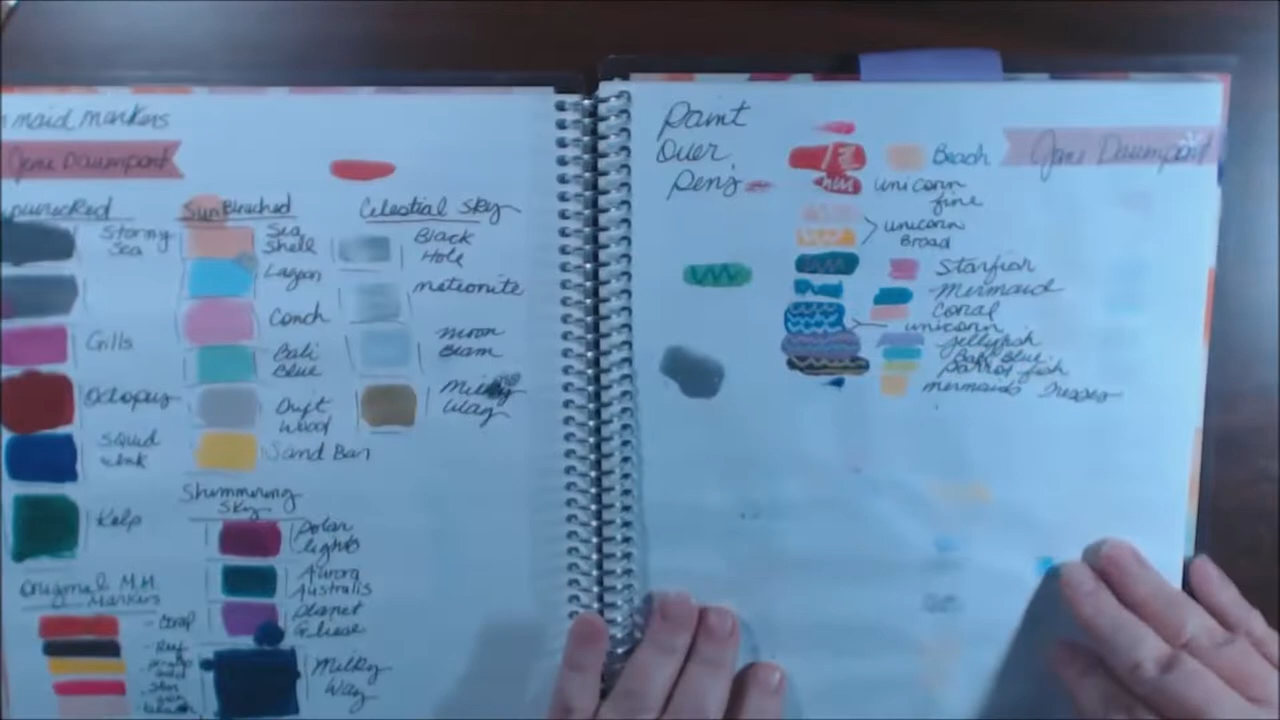 maid markers
Jane Davenport
Stormy
Sea
Gills
Octopus
Squid
Ink
Kelp
Original M.M.
Markers
Sun Bleached
Sea
Shell
Lagoon
Conch
Bali
Blue
Drift
Wood
Sand Bar
Shimmering
Sky
Polar
Lights
Aurora
Australis
Planet
Milky
Way
Celestial Sky
Black
Hole
meteorite
moon
Beam
Milky
Way
Paint
Over
Pens
Jane Davenport
Beach
unicorn
fine
unicorn
Broad
Starfish
mermaid
Coral
unicorn
jellyfish
Bali Blue
Parrot fish
mermaids Tresses